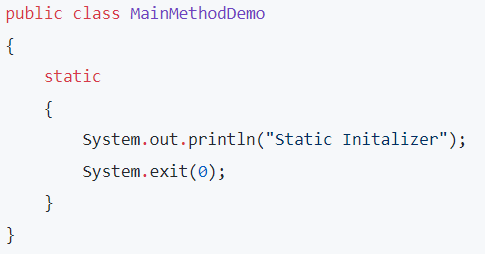 public class MainMethodDemo
{
    static
    {
        System.out.println("Static Initalizer");
        System.exit(0);
    }
}